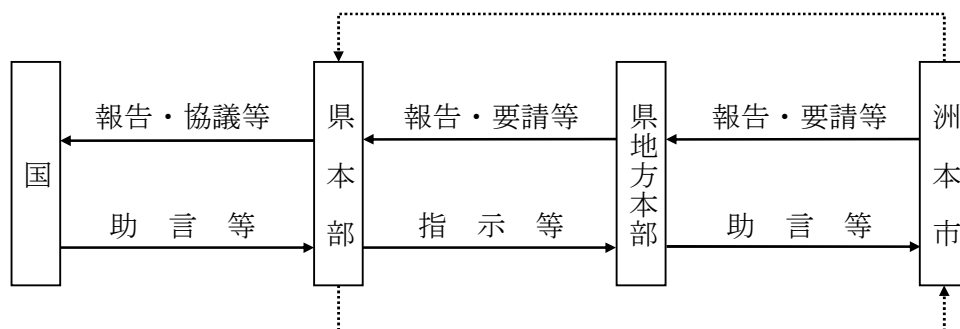 国
報告・協議等
助言等
県本部
報告・要請等
指示等
県地方本部
報告・要請等
助言等
洲本市